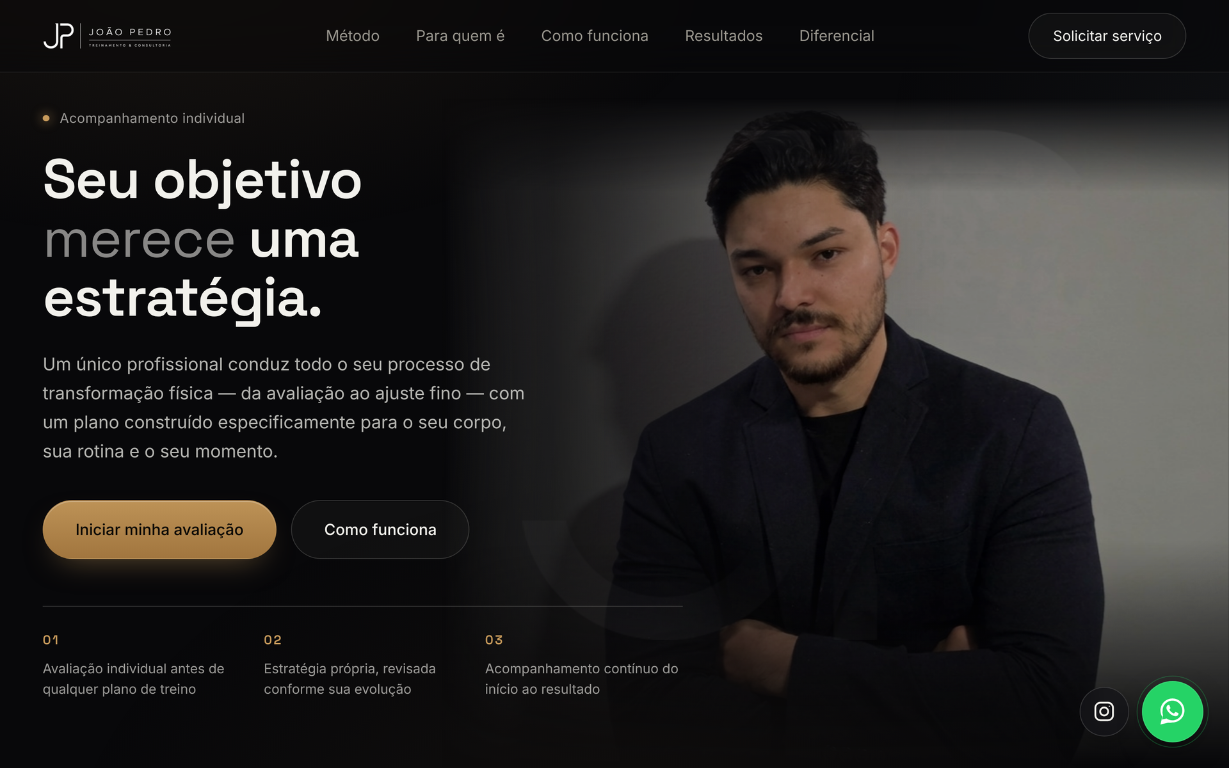 JP JOÃO PEDRO
TREINAMENTO & CONSULTORIA
Método
Para quem é
Como funciona
Resultados
Diferencial
Solicitar serviço
Acompanhamento individual
Seu objetivo
merece uma
estratégia.
Um único profissional conduz todo o seu processo de
transformação física — da avaliação ao ajuste fino — com
um plano construído especificamente para o seu corpo,
sua rotina e o seu momento.
Iniciar minha avaliação
Como funciona
01
Avaliação individual antes de
qualquer plano de treino
02
Estratégia própria, revisada
conforme sua evolução
03
Acompanhamento contínuo do
início ao resultado